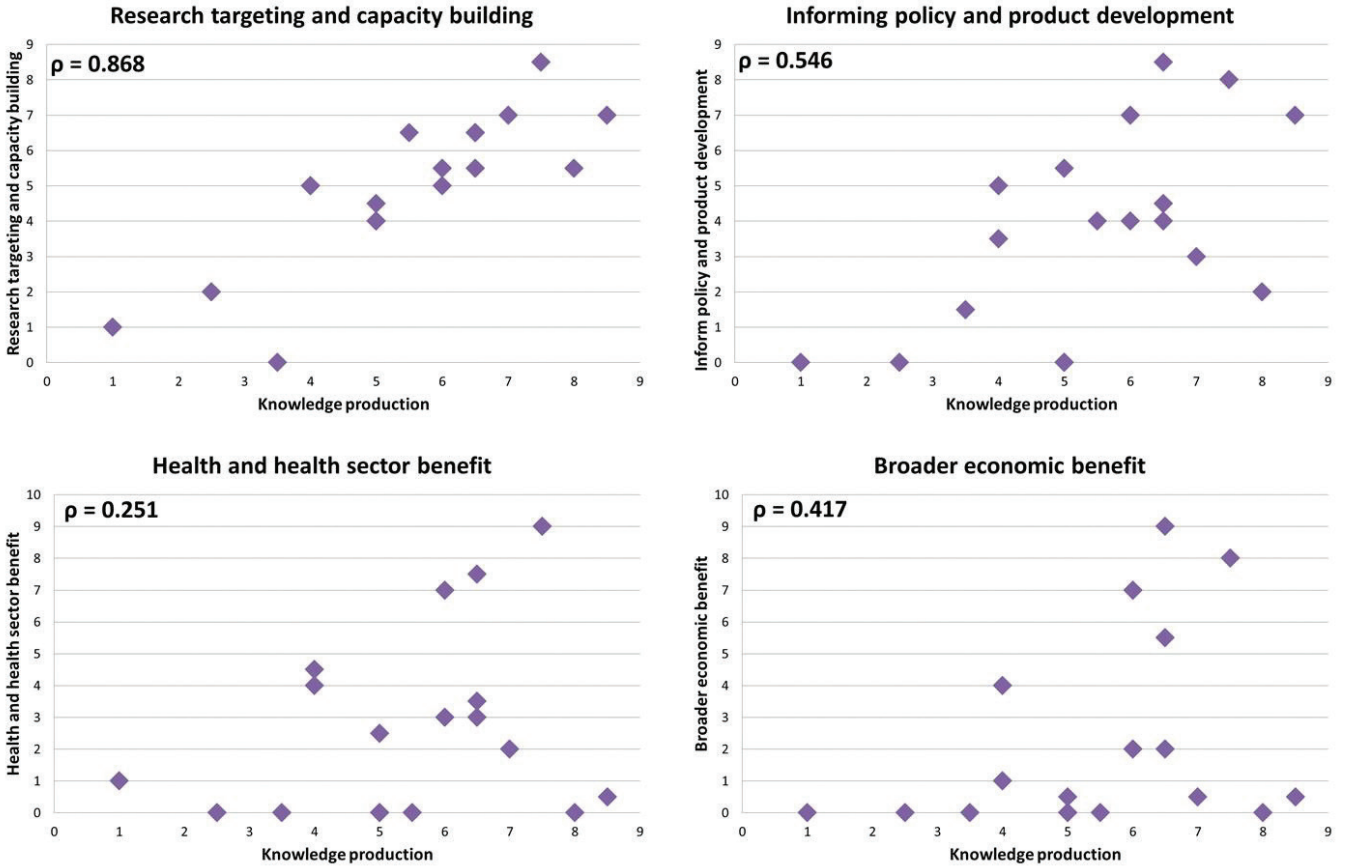 Research targeting and capacity building
ρ = 0.868
Research targeting and capacity building
9
8
7
6
5
4
3
2
1
0
0 1 2 3 4 5 6 7 8 9
Knowledge production
Informing policy and product development
ρ = 0.546
Inform policy and product development
9
8
7
6
5
4
3
2
1
0
0 1 2 3 4 5 6 7 8 9
Knowledge production
Health and health sector benefit
ρ = 0.251
Health and health sector benefit
10
9
8
7
6
5
4
3
2
1
0
0 1 2 3 4 5 6 7 8 9
Knowledge production
Broader economic benefit
ρ = 0.417
Broader economic benefit
10
9
8
7
6
5
4
3
2
1
0
0 1 2 3 4 5 6 7 8 9
Knowledge production